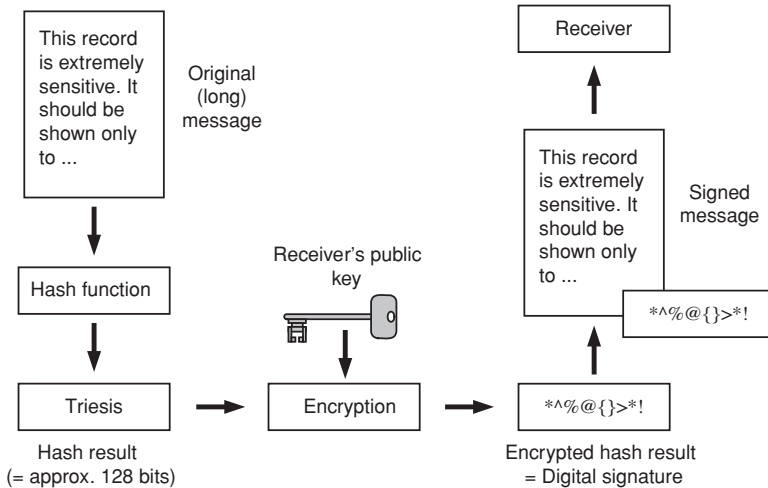 This record
is extremely
sensitive. It
should be
shown only
to ...
Original
(long)
message
Hash function
Triesis
Hash result
(= approx. 128 bits)
Receiver's public
key
Encryption
*^%@{}>*!
Encrypted hash result
= Digital signature
This record
is extremely
sensitive. It
should be
shown only
to ...
*^%@{}>*!
Signed
message
Receiver